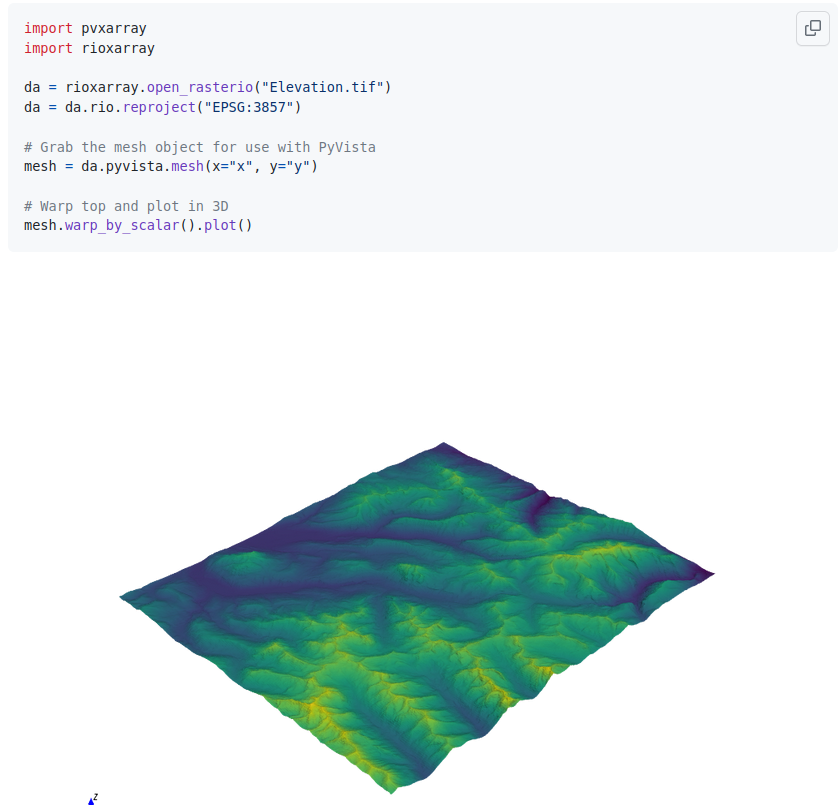 import pvxarray
import rioxarray
da = rioxarray.open_rasterio("Elevation.tif")
da = da.rio.reproject("EPSG:3857")
# Grab the mesh object for use with PyVista
mesh = da.pyvista.mesh(x="x", y="y")
# Warp top and plot in 3D
mesh.warp_by_scalar().plot()
Z